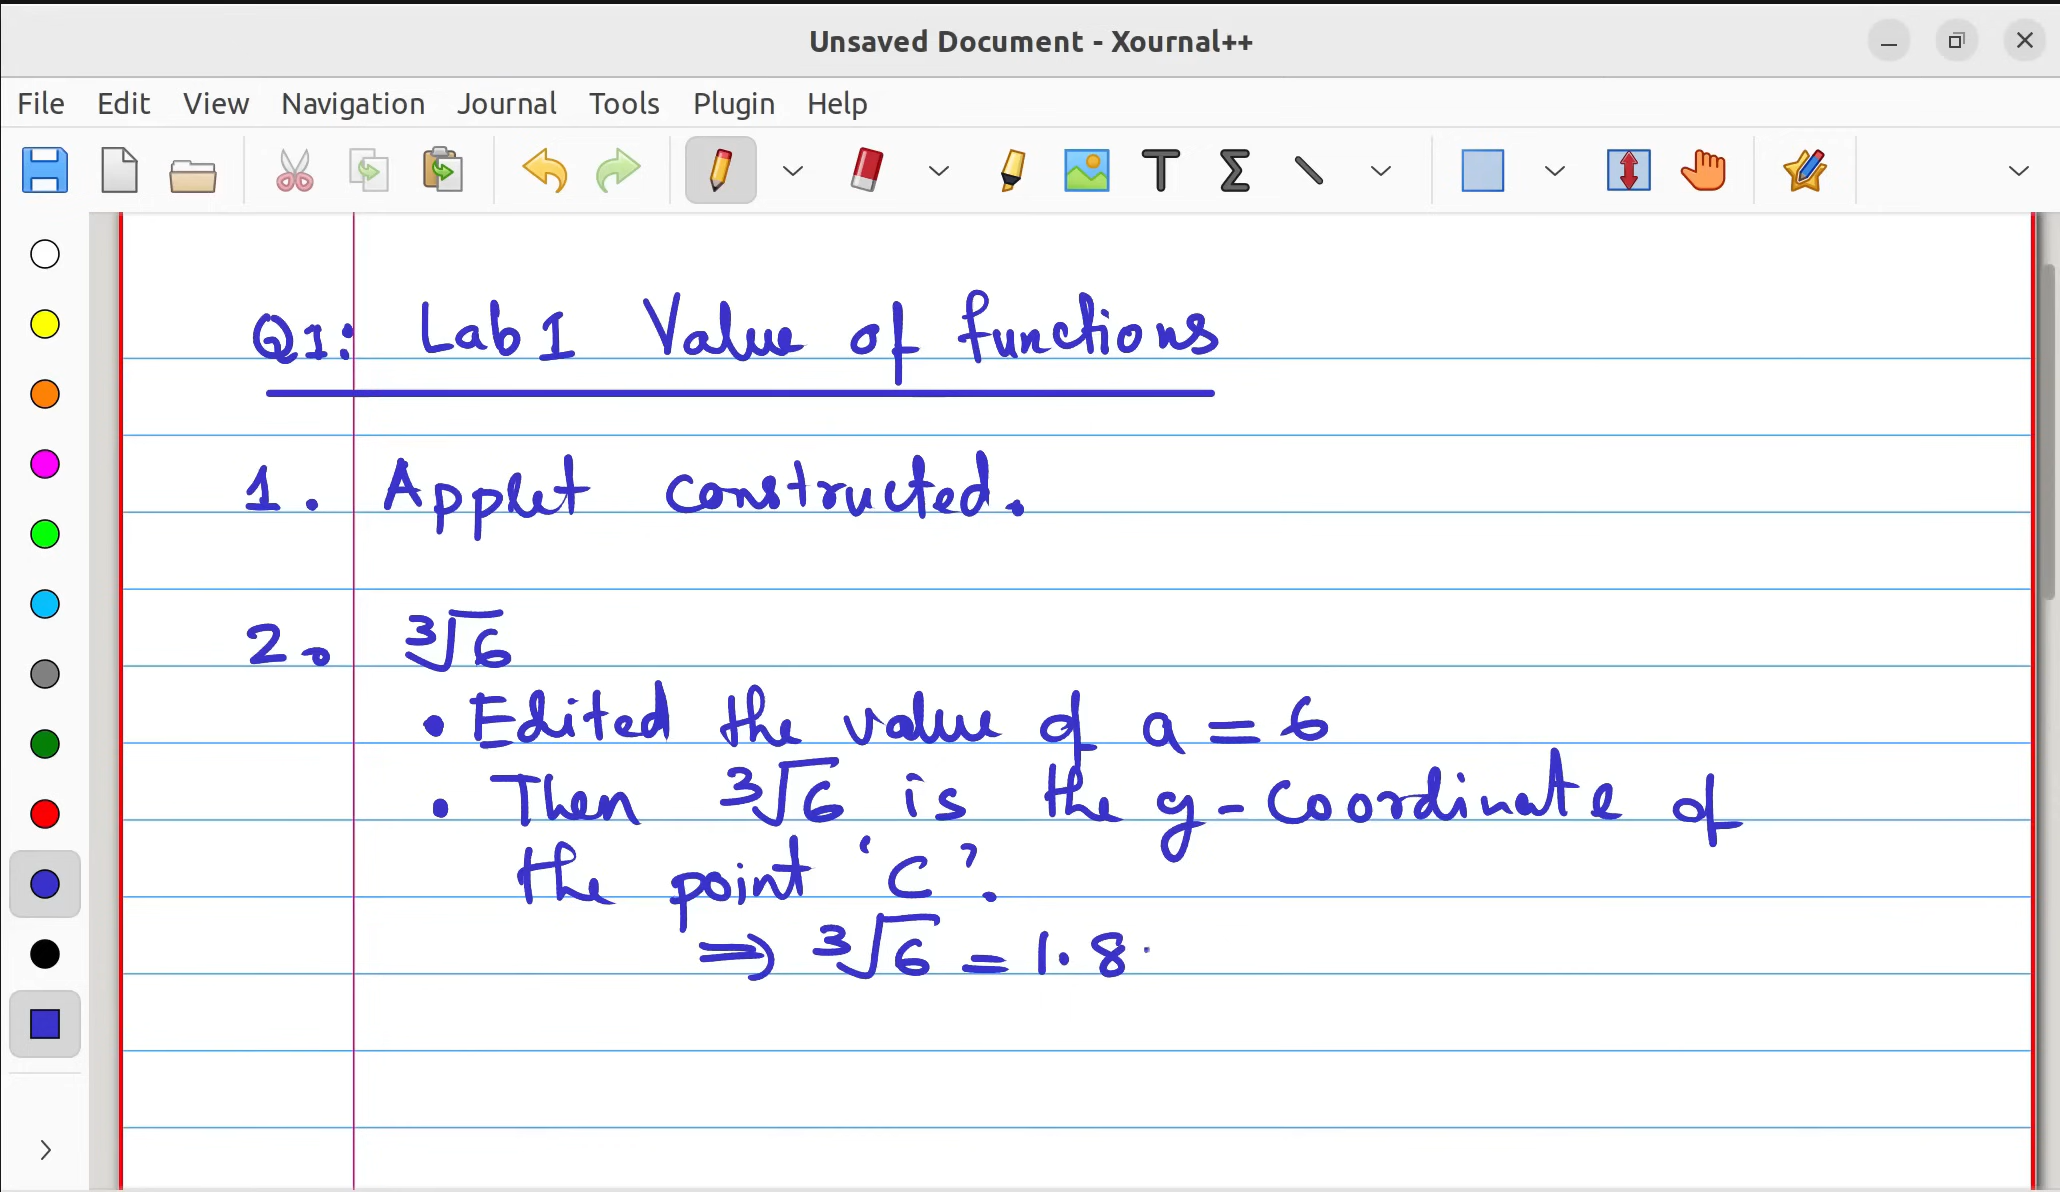 Unsaved Document - Xournal++
File Edit View Navigation Journal Tools Plugin Help
Q1: Lab 1 Value of functions
1. Applet constructed.
2. ∛6
• Edited the value of a = 6
• Then ∛6 is the y-coordinate of
the point 'C'.
⇒ ∛6 = 1.8